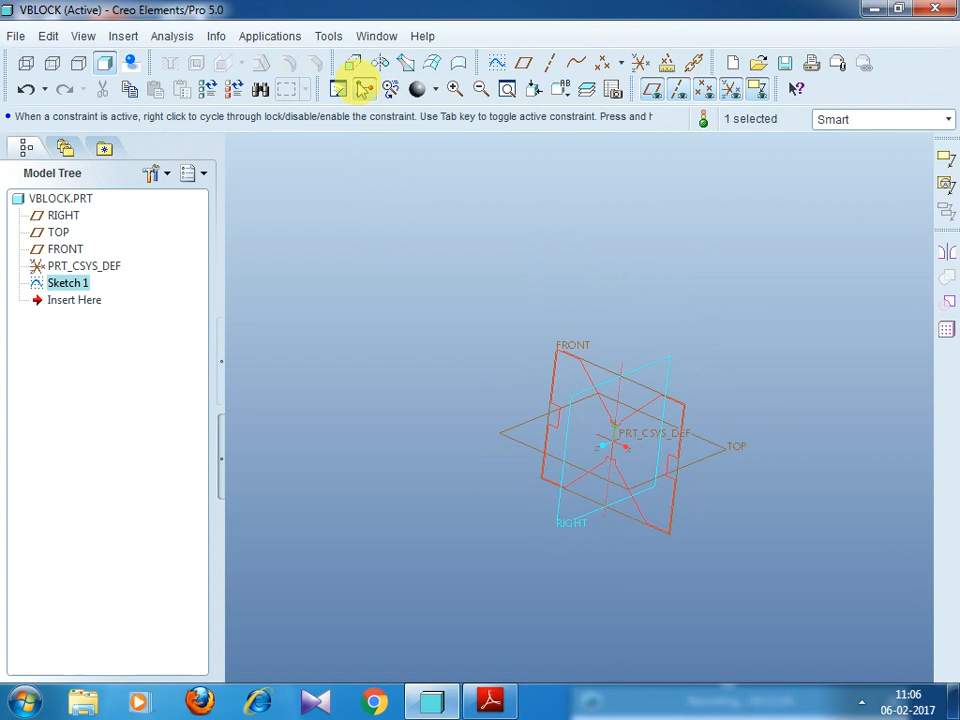 VBLOCK (Active) - Creo Elements/Pro 5.0
File Edit View Insert Analysis Info Applications Tools Window Help
When a constraint is active, right click to cycle through lock/disable/enable the constraint. Use Tab key to toggle active constraint. Press and h
1 selected
Smart
Model Tree
VBLOCK.PRT
RIGHT
TOP
FRONT
PRT_CSYS_DEF
Sketch 1
Insert Here
FRONT
PRT_CSYS_DEF
TOP
RIGHT
11:06
06-02-2017